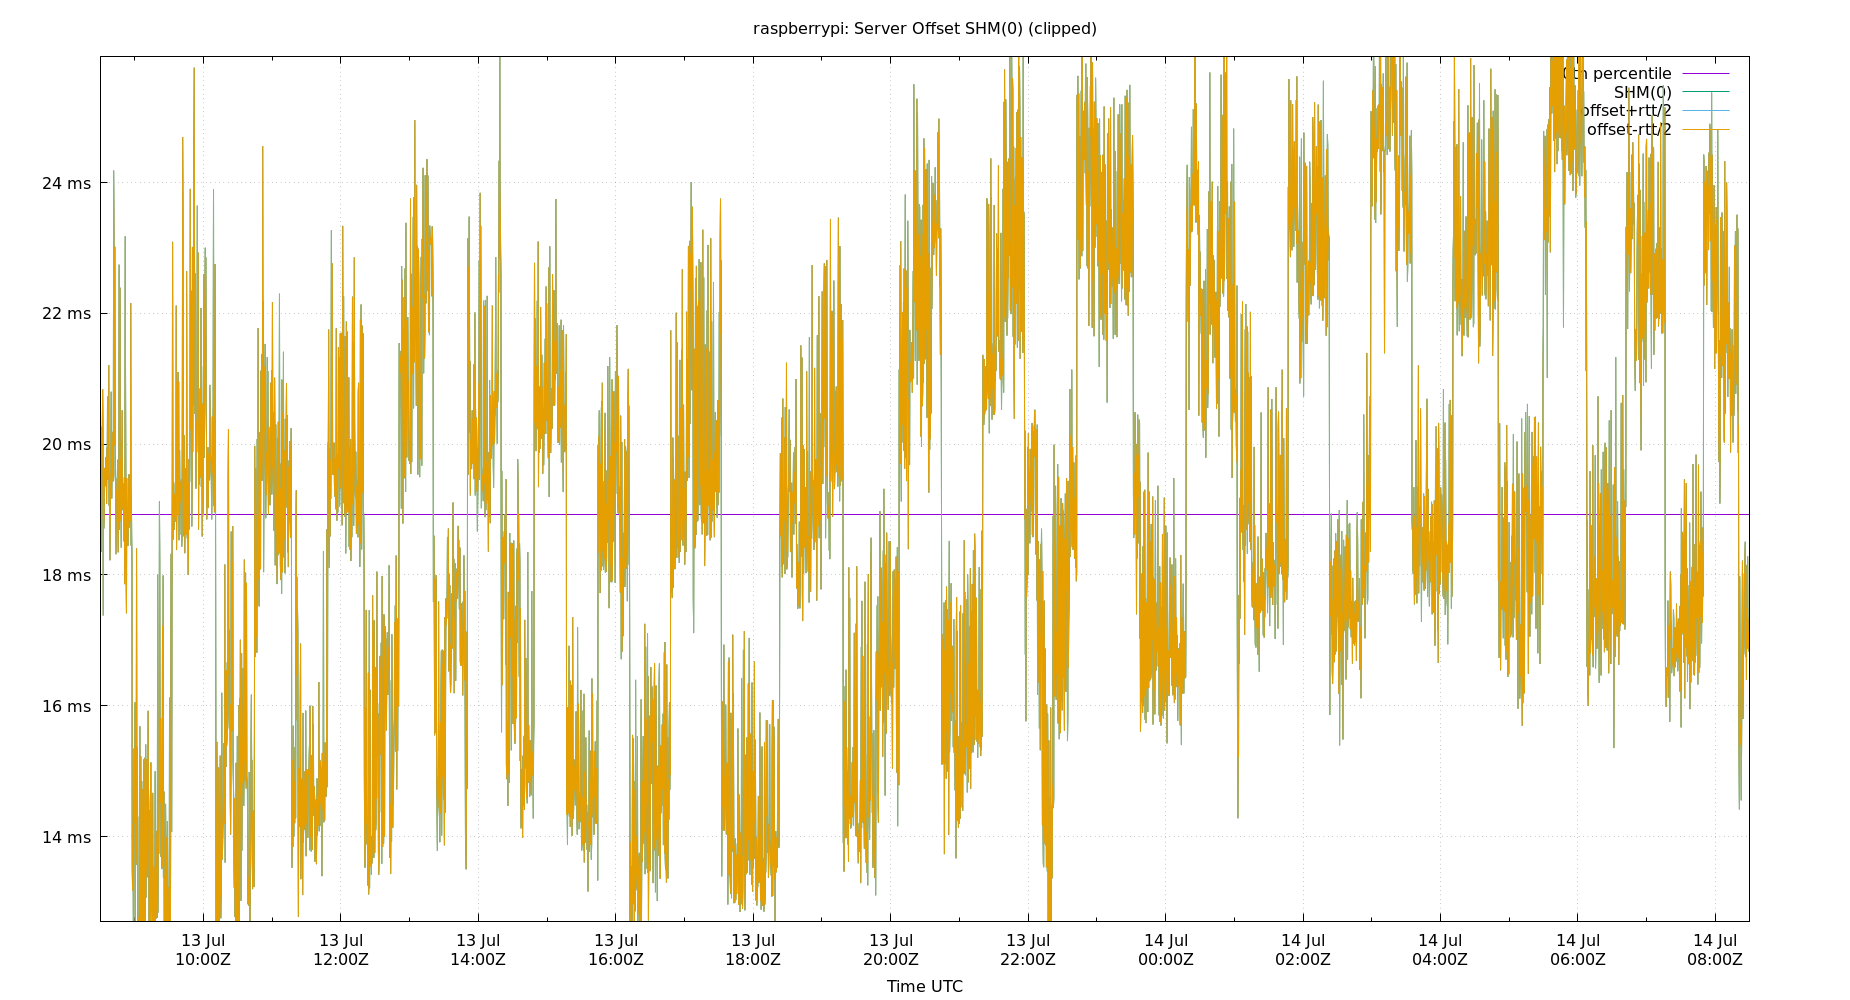 raspberrypi: Server Offset SHM(0) (clipped)
percentile
SHM(0)
offset+rtt/2
offset-rtt/2
24 ms
22 ms
20 ms
18 ms
16 ms
14 ms
13 Jul 13 Jul 13 Jul 13 Jul 13 Jul 13 Jul 13 Jul 14 Jul 14 Jul 14 Jul 14 Jul 14 Jul
10:00Z 12:00Z 14:00Z 16:00Z 18:00Z 20:00Z 22:00Z 00:00Z 02:00Z 04:00Z 06:00Z 08:00Z
Time UTC